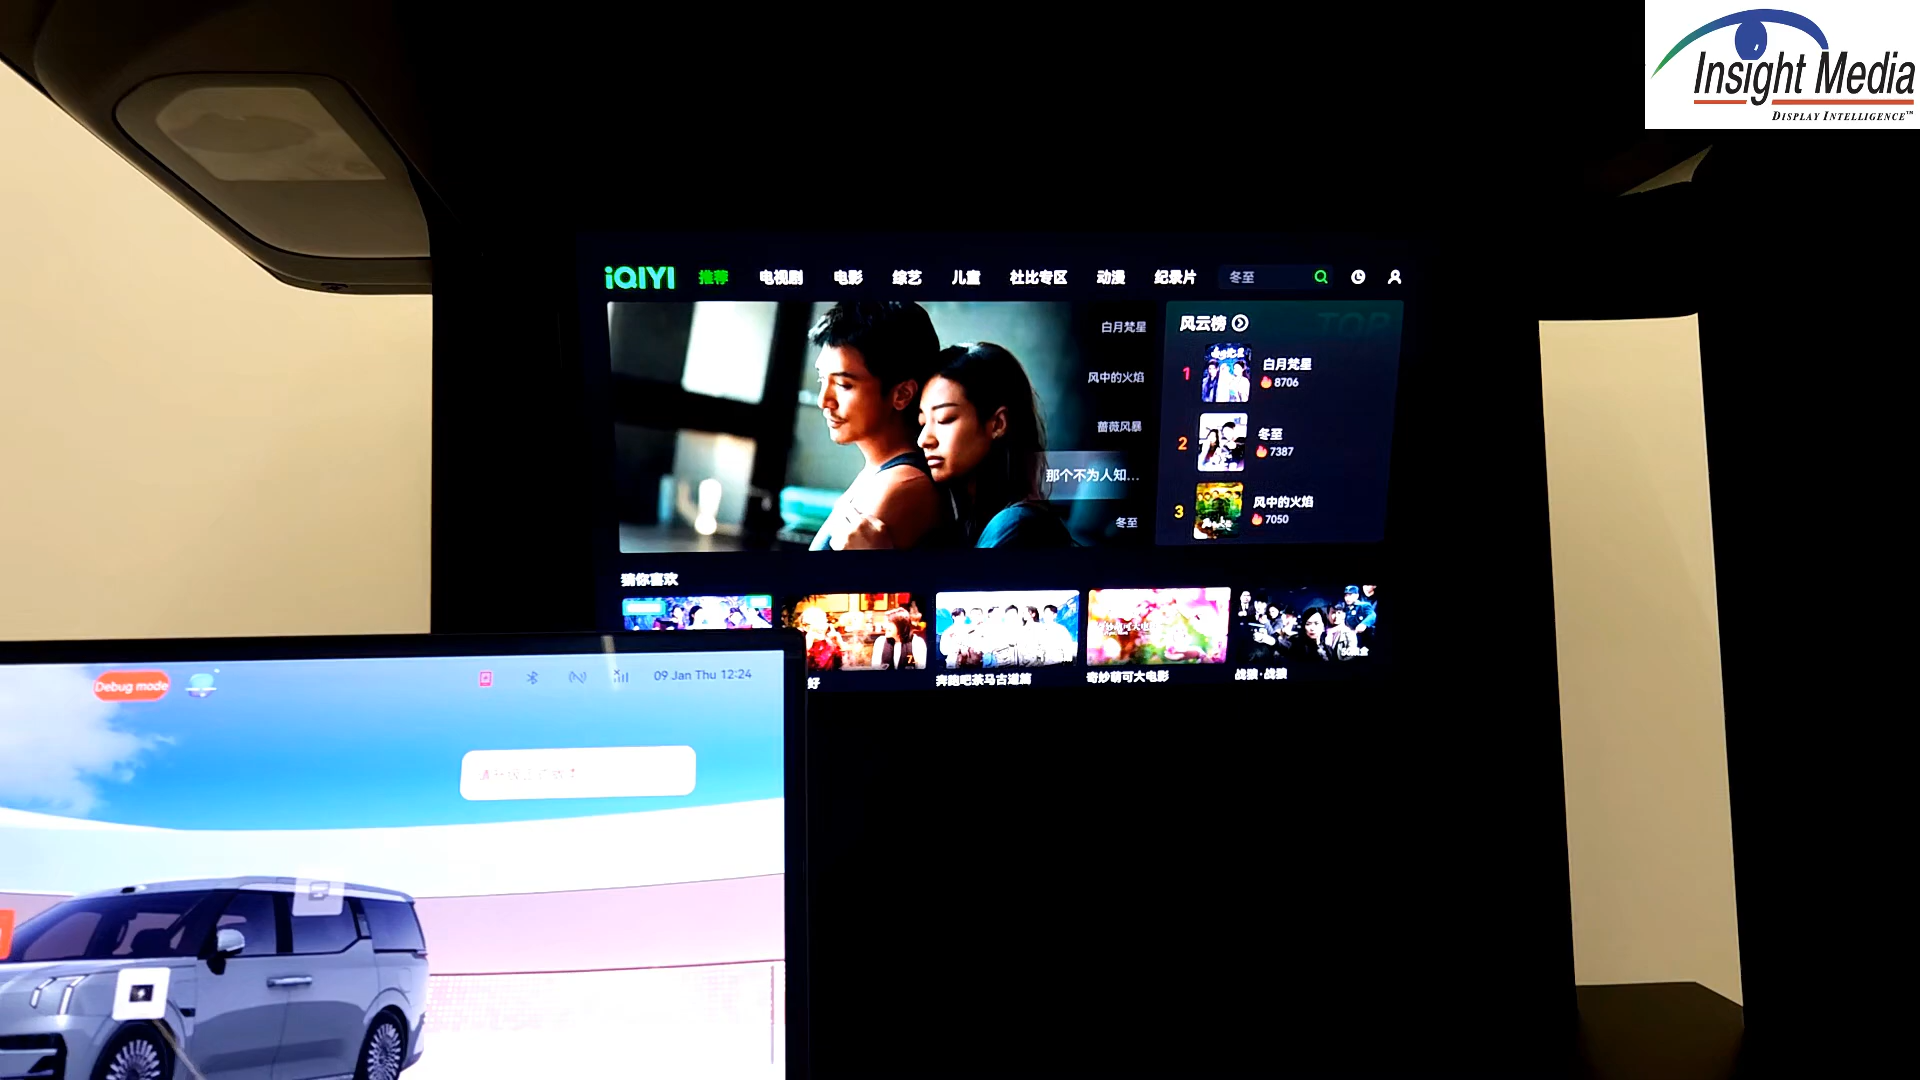 Insight Media
DISPLAY INTELLIGENCE™
iQIYI 推荐 电视剧 电影 综艺 儿童 杜比专区 动漫 纪录片 冬至
白月梵星
风中的火焰
蔷薇风暴
那个不为人知...
冬至
风云榜
TOP
1 白月梵星
8706
2 冬至
7387
3 风中的火焰
7050
猜你喜欢
好
奔跑吧茶马古道篇
奇妙萌可大电影
战狼·战狼
Debug mode
09 Jan Thu 12:24